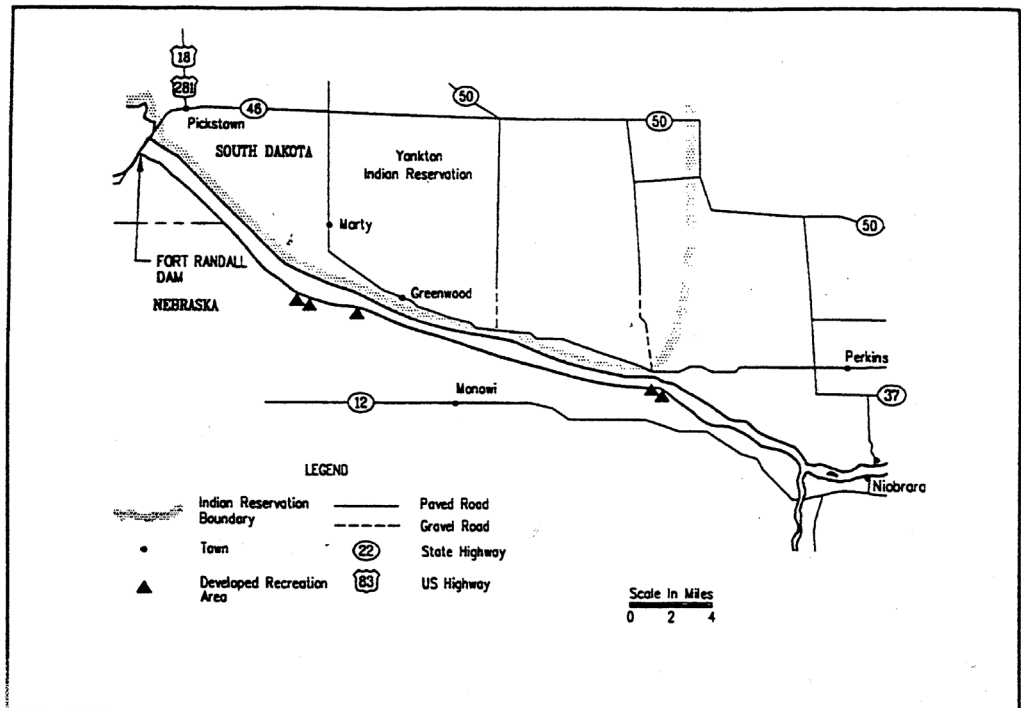 18
281
46
50
50
Pickstown
SOUTH DAKOTA
Yankton
Indian Reservation
Marty
50
FORT RANDALL
DAM
NEBRASKA
Greenwood
Perkins
Monowi
12
37
Niobrara
LEGEND
Indian Reservation
Boundary
Paved Road
Gravel Road
Town
22
State Highway
Developed Recreation
Area
83
US Highway
Scale In Miles
0 2 4